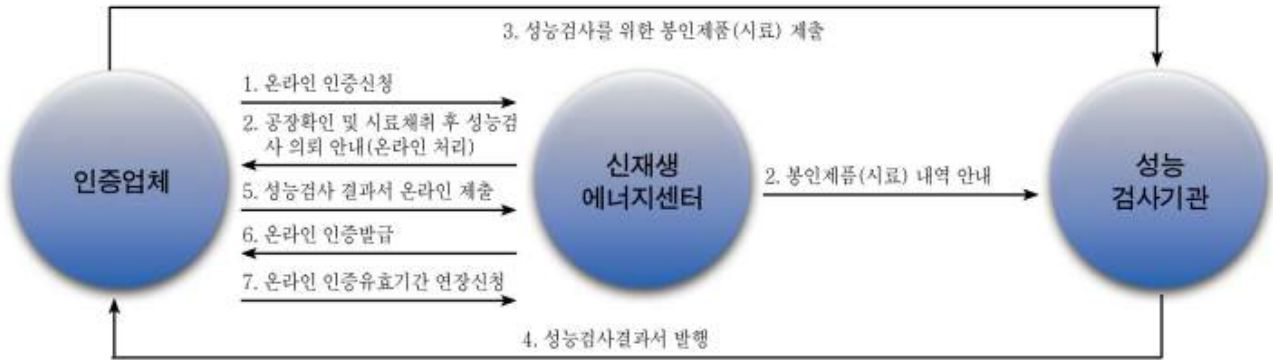 3. 성능검사를 위한 봉인제품(시료) 제출
1. 온라인 인증신청
2. 공장확인 및 시료채취 후 성능검
사 의뢰 안내(온라인 처리)
인증업체
신재생
에너지센터
2. 봉인제품(시료) 내역 안내
성능
검사기관
5. 성능검사 결과서 온라인 제출
6. 온라인 인증발급
7. 온라인 인증유효기간 연장신청
4. 성능검사결과서 발행